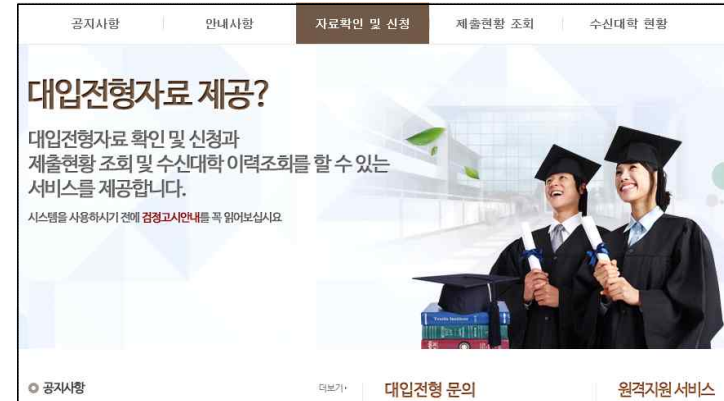 공지사항 안내사항 자료확인 및 신청 제출현황 조회 수신대학 현황
대입전형자료 제공?
대입전형자료 확인 및 신청과
제출현황 조회 및 수신대학 이력조회를 할 수 있는
서비스를 제공합니다.
시스템을 사용하시기 전에 검정고시안내를 꼭 읽어보십시요
공지사항 더보기 대입전형 문의 원격지원 서비스